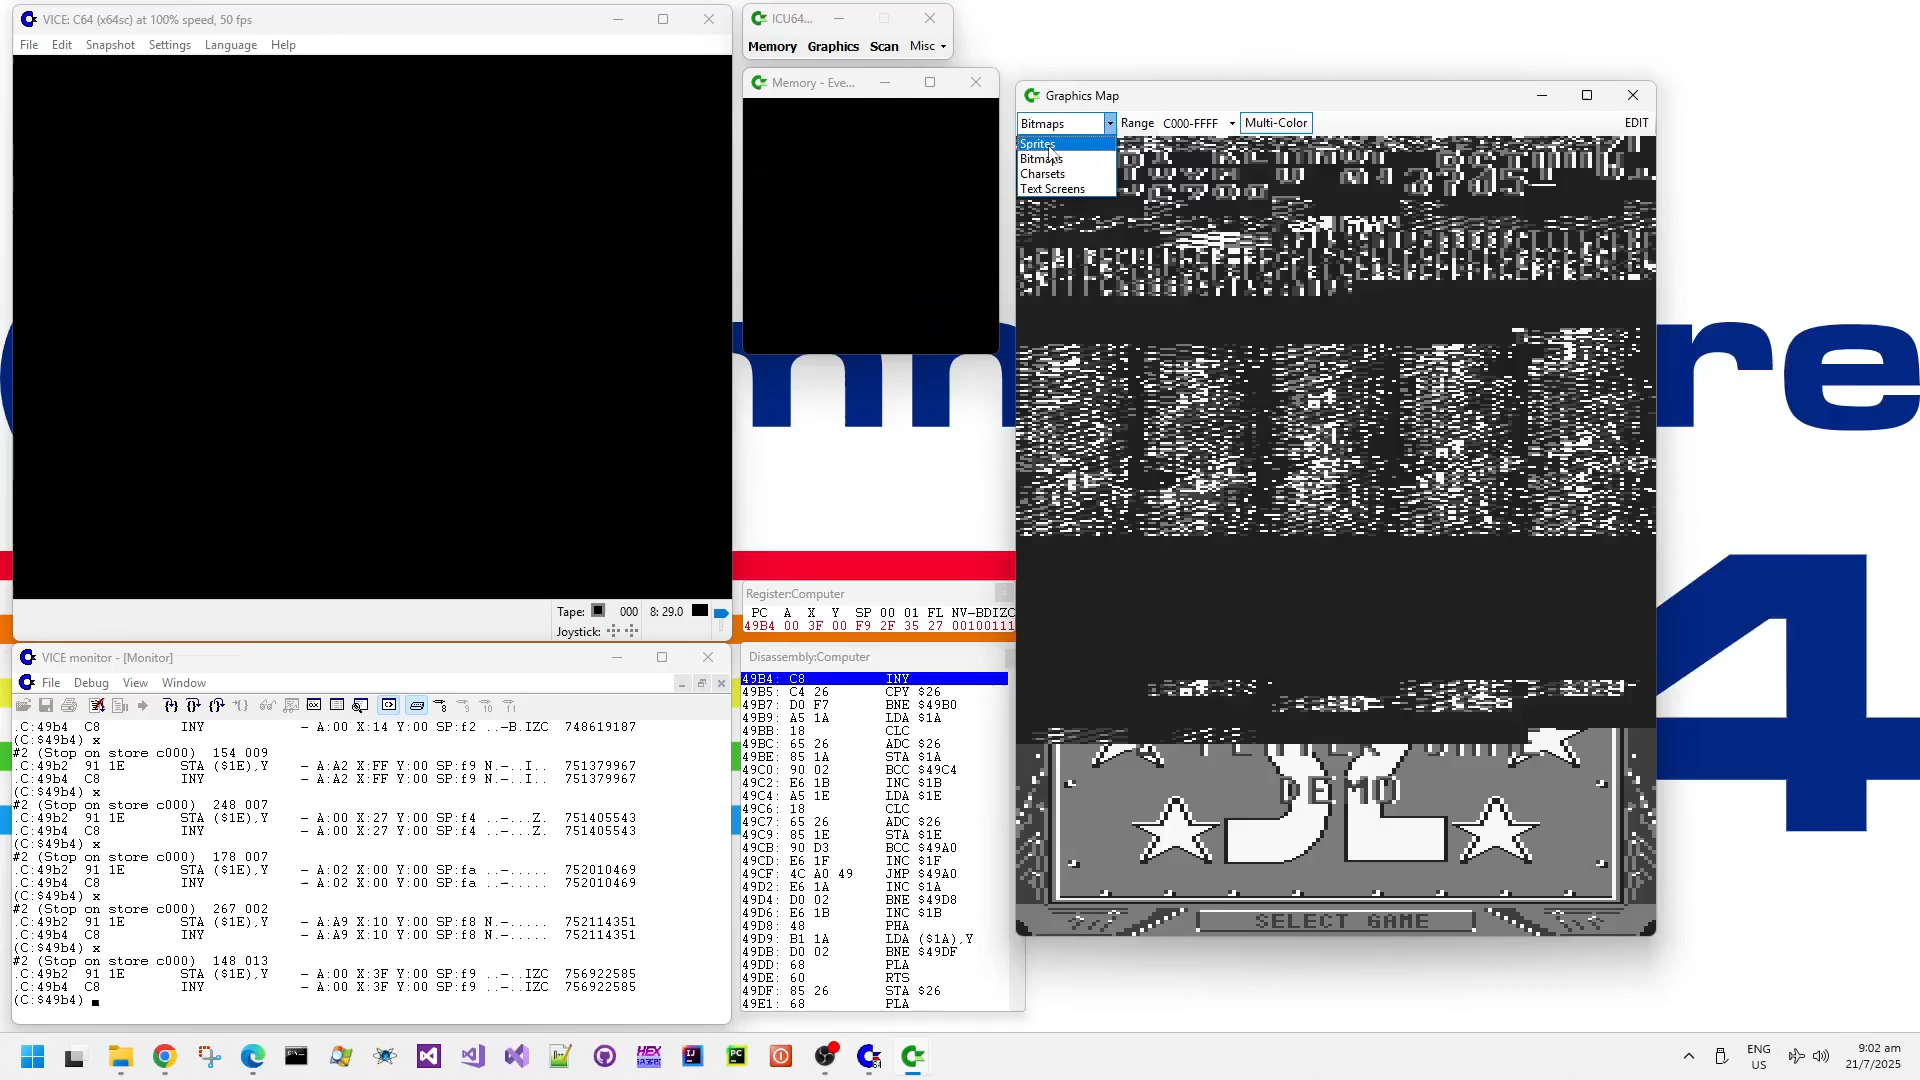 VICE: C64 (x64sc) at 100% speed, 50 fps
File Edit Snapshot Settings Language Help
Tape: 000 8: 29.0
Joystick:
ICU64...
Memory Graphics Scan Misc
Memory - Eve...
Graphics Map
Bitmaps Range C000-FFFF Multi-Color EDIT
Sprites
Bitmaps
Charsets
Text Screens
DEMO
SELECT GAME
Register:Computer
PC A X Y SP 00 01 FL NV-BDIZC
49B4 00 3F 00 F9 2F 35 27 00100111
VICE monitor - [Monitor]
File Debug View Window
.C:49b4 C8 INY - A:00 X:14 Y:00 SP:f2 ..-B.IZC 748619187
(C:$49b4) x
#2 (Stop on store c000) 154 009
.C:49b2 91 1E STA ($1E),Y - A:A2 X:FF Y:00 SP:f9 N.-..I.. 751379967
.C:49b4 C8 INY - A:A2 X:FF Y:00 SP:f9 N.-..I.. 751379967
(C:$49b4) x
#2 (Stop on store c000) 248 007
.C:49b2 91 1E STA ($1E),Y - A:00 X:27 Y:00 SP:f4 ..-...Z. 751405543
.C:49b4 C8 INY - A:00 X:27 Y:00 SP:f4 ..-...Z. 751405543
(C:$49b4) x
#2 (Stop on store c000) 178 007
.C:49b2 91 1E STA ($1E),Y - A:02 X:00 Y:00 SP:fa ..-..... 752010469
.C:49b4 C8 INY - A:02 X:00 Y:00 SP:fa ..-..... 752010469
(C:$49b4) x
#2 (Stop on store c000) 267 002
.C:49b2 91 1E STA ($1E),Y - A:A9 X:10 Y:00 SP:f8 N.-..... 752114351
.C:49b4 C8 INY - A:A9 X:10 Y:00 SP:f8 N.-..... 752114351
(C:$49b4) x
#2 (Stop on store c000) 148 013
.C:49b2 91 1E STA ($1E),Y - A:00 X:3F Y:00 SP:f9 ..-..IZC 756922585
.C:49b4 C8 INY - A:00 X:3F Y:00 SP:f9 ..-..IZC 756922585
(C:$49b4)
Disassembly:Computer
49B4: C8 INY
49B5: C4 26 CPY $26
49B7: D0 F7 BNE $49B0
49B9: A5 1A LDA $1A
49BB: 18 CLC
49BC: 65 26 ADC $26
49BE: 85 1A STA $1A
49C0: 90 02 BCC $49C4
49C2: E6 1B INC $1B
49C4: A5 1E LDA $1E
49C6: 18 CLC
49C7: 65 26 ADC $26
49C9: 85 1E STA $1E
49CB: 90 D3 BCC $49A0
49CD: E6 1F INC $1F
49CF: 4C A0 49 JMP $49A0
49D2: E6 1A INC $1A
49D4: D0 02 BNE $49D8
49D6: E6 1B INC $1B
49D8: 48 PHA
49D9: B1 1A LDA ($1A),Y
49DB: D0 02 BNE $49DF
49DD: 68 PLA
49DE: 60 RTS
49DF: 85 26 STA $26
49E1: 68 PLA
ENG
US
9:02 am
21/7/2025